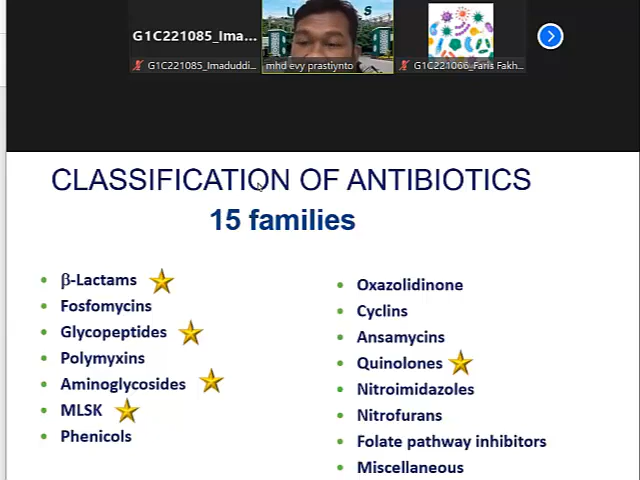 G1C221085_Ima...
G1C221085_Imaduddi...
mhd evy prastiynto
G1C221066_Faris Fakh...
CLASSIFICATION OF ANTIBIOTICS
15 families
• β-Lactams
• Fosfomycins
• Glycopeptides
• Polymyxins
• Aminoglycosides
• MLSK
• Phenicols
• Oxazolidinone
• Cyclins
• Ansamycins
• Quinolones
• Nitroimidazoles
• Nitrofurans
• Folate pathway inhibitors
• Miscellaneous